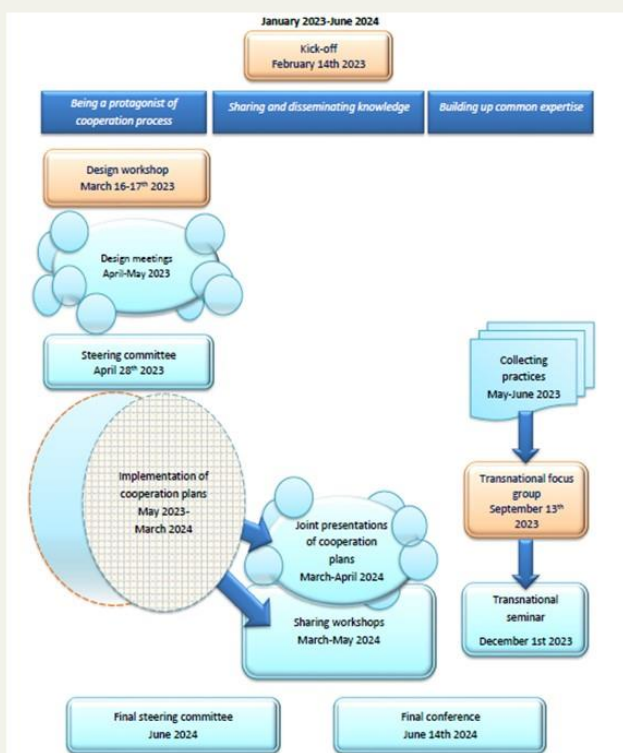 January 2023-June 2024
Kick-off
February 14th 2023
Being a protagonist of
cooperation process
Sharing and disseminating knowledge
Building up common expertise
Design workshop
March 16-17th 2023
Design meetings
April-May 2023
Steering committee
April 28th 2023
Collecting
practices
May-June 2023
Implementation of
cooperation plans
May 2023-
March 2024
Transnational focus
group
September 13th
2023
Joint presentations
of cooperation
plans
March-April 2024
Sharing workshops
March-May 2024
Transnational
seminar
December 1st 2023
Final steering committee
June 2024
Final conference
June 14th 2024